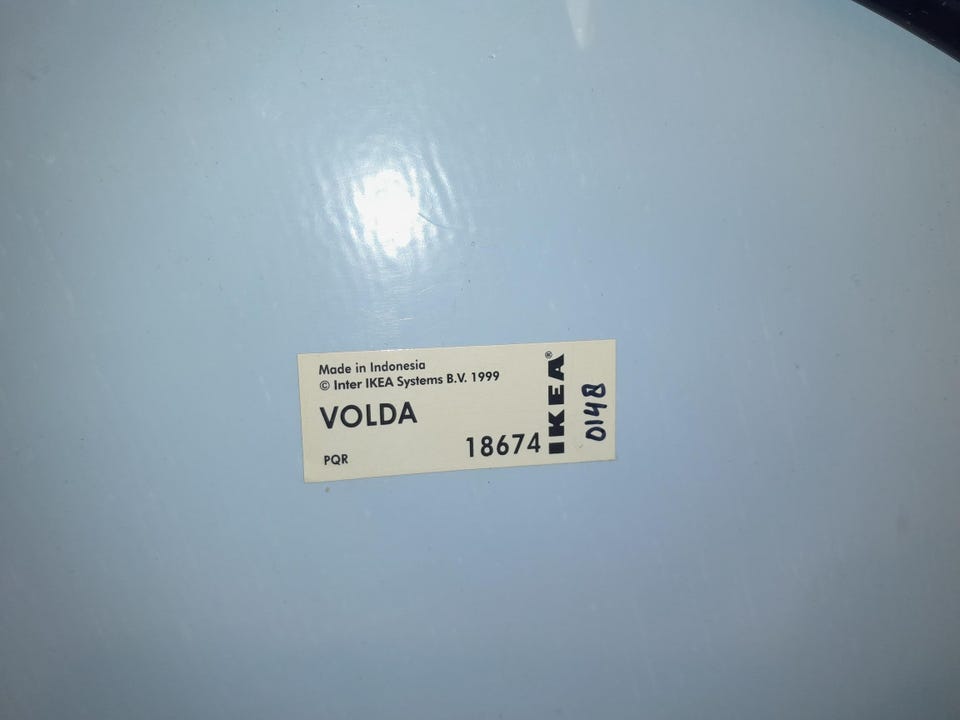 Made in Indonesia
© Inter IKEA Systems B.V. 1999
VOLDA
PQR
18674
IKEA®
0148